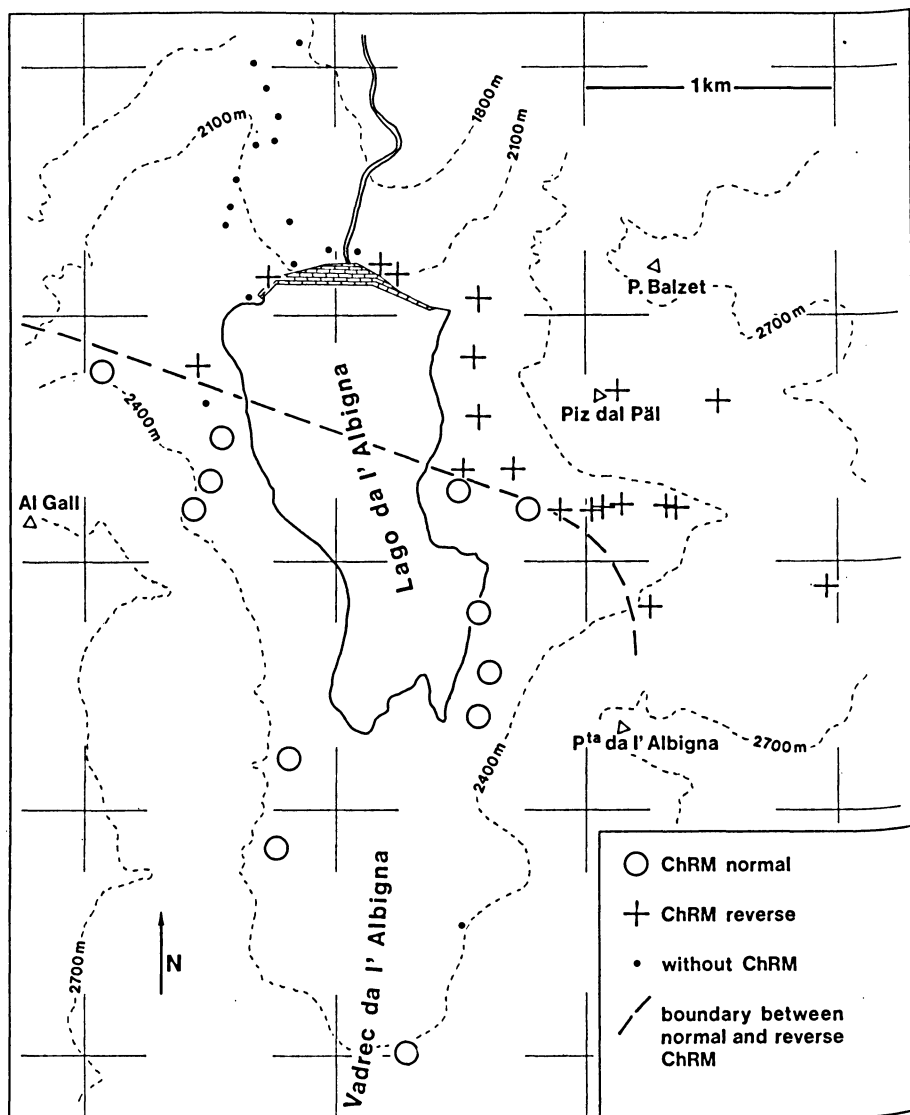 1km
1800m
2100m
2100m
P. Balzet
2700m
Piz dal Päl
2400m
Lago da l' Albigna
Al Gall
Pta da l' Albigna
2700m
2400m
Vadrec da l' Albigna
2700m
N
ChRM normal
ChRM reverse
without ChRM
boundary between
normal and reverse
ChRM